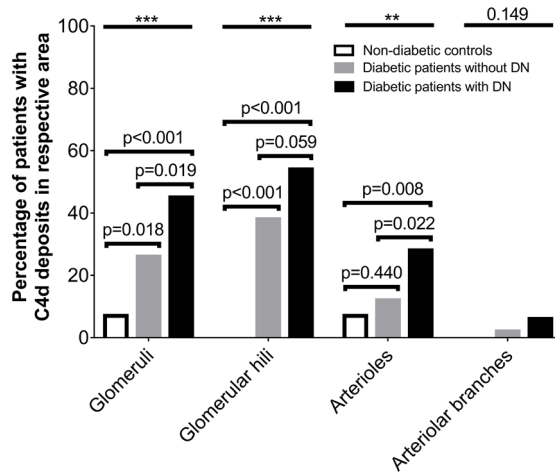 *** *** ** 0.149
Non-diabetic controls
Diabetic patients without DN
Diabetic patients with DN
Percentage of patients with
C4d deposits in respective area
100
80
60
40
20
0
p<0.001
p=0.019
p=0.018
p<0.001
p=0.059
p<0.001
p=0.008
p=0.022
p=0.440
Glomeruli
Glomerular hili
Arterioles
Arteriolar branches